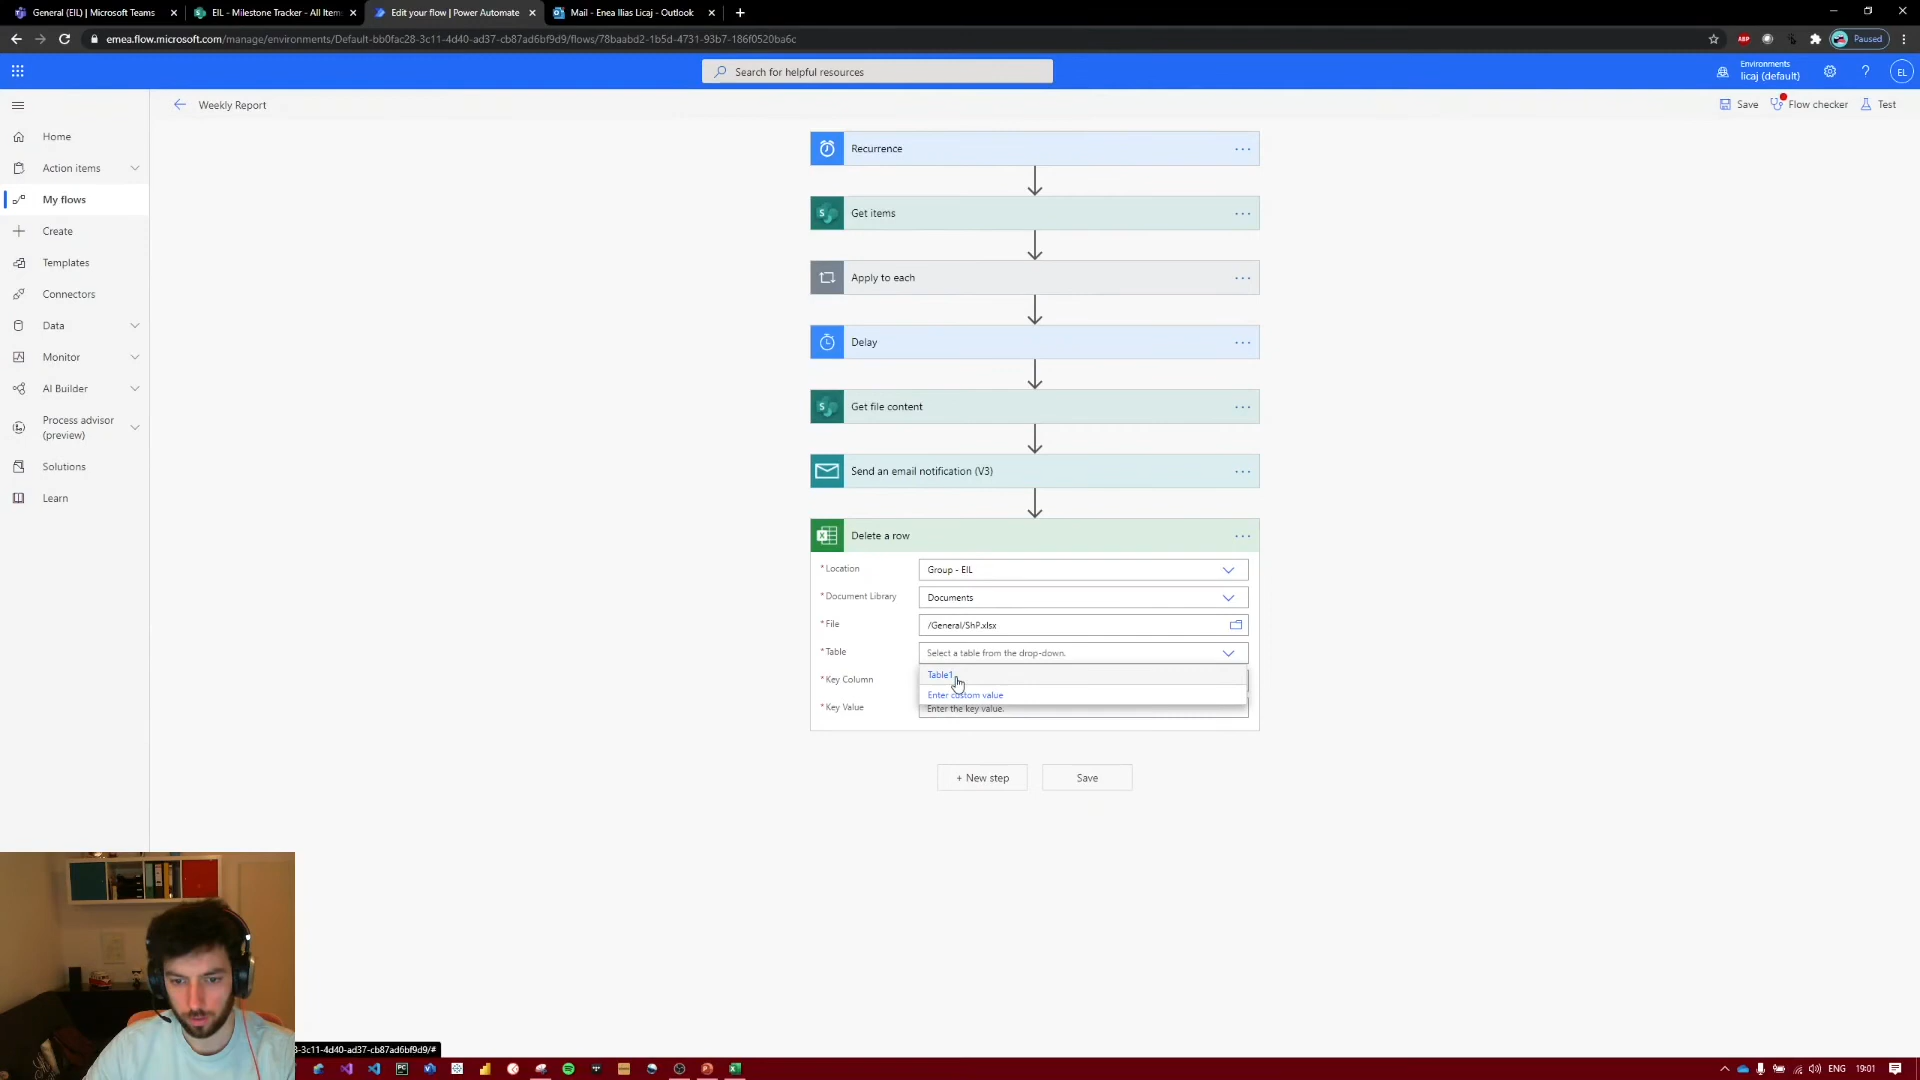 General (EIL) | Microsoft Teams
EIL - Milestone Tracker - All Item
Edit your flow | Power Automate
Mail - Enea Ilias Licaj - Outlook
emea.flow.microsoft.com/manage/environments/Default-bb0fac28-3c11-4d40-ad37-cb87ad6bf9d9/flows/78baabd2-1b5d-4731-93b7-186f0520ba6c
ABP
Paused
Search for helpful resources
Environments
licaj (default)
EL
Weekly Report
Save
Flow checker
Test
Home
Action items
My flows
Create
Templates
Connectors
Data
Monitor
AI Builder
Process advisor
(preview)
Solutions
Learn
Recurrence
Get items
Apply to each
Delay
Get file content
Send an email notification (V3)
Delete a row
* Location
Group - EIL
* Document Library
Documents
* File
/General/ShP.xlsx
* Table
Select a table from the drop-down.
Table1
* Key Column
Enter custom value
* Key Value
Enter the key value.
+ New step
Save
3-3c11-4d40-ad37-cb87ad6bf9d9/#
ENG
19:01